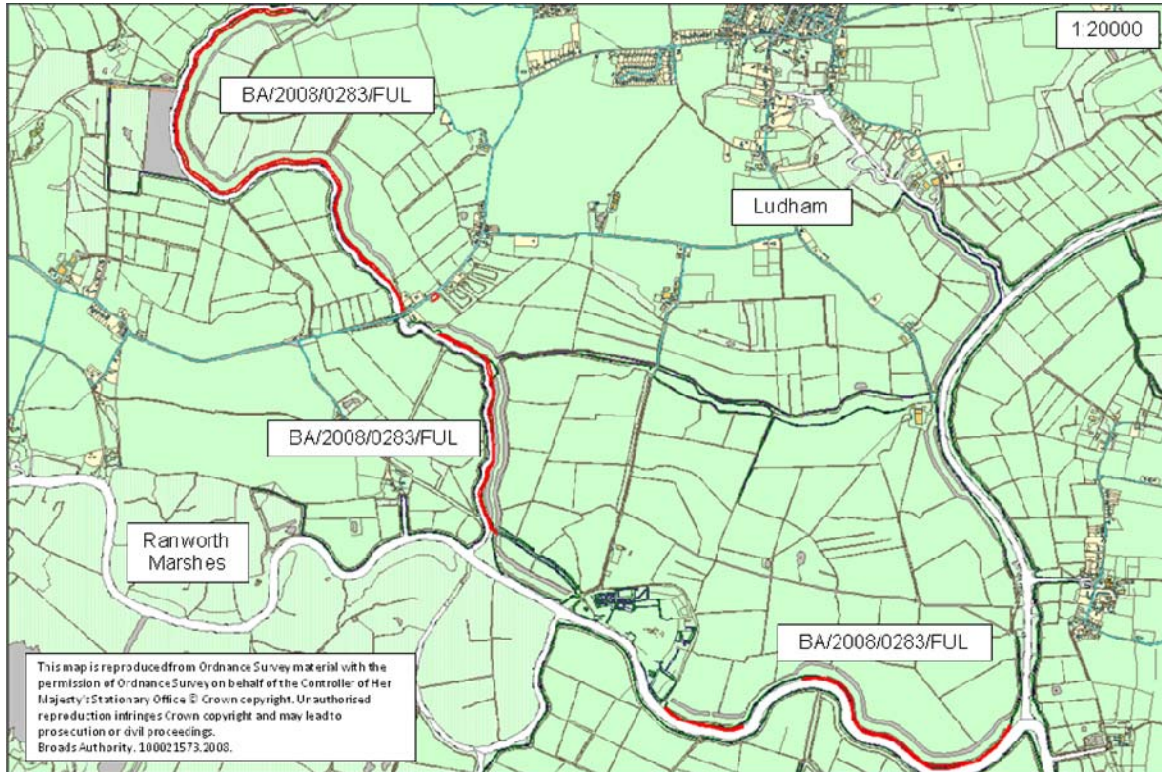 1:20000
BA/2008/0283/FUL
Ludham
BA/2008/0283/FUL
Ranworth
Marshes
BA/2008/0283/FUL
This map is reproduced from Ordnance Survey material with the
permission of Ordnance Survey on behalf of the Controller of Her
Majesty's Stationary Office © Crown copyright. Unauthorised
reproduction infringes Crown copyright and may lead to
prosecution or civil proceedings.
Broads Authority. 100021573.2008.